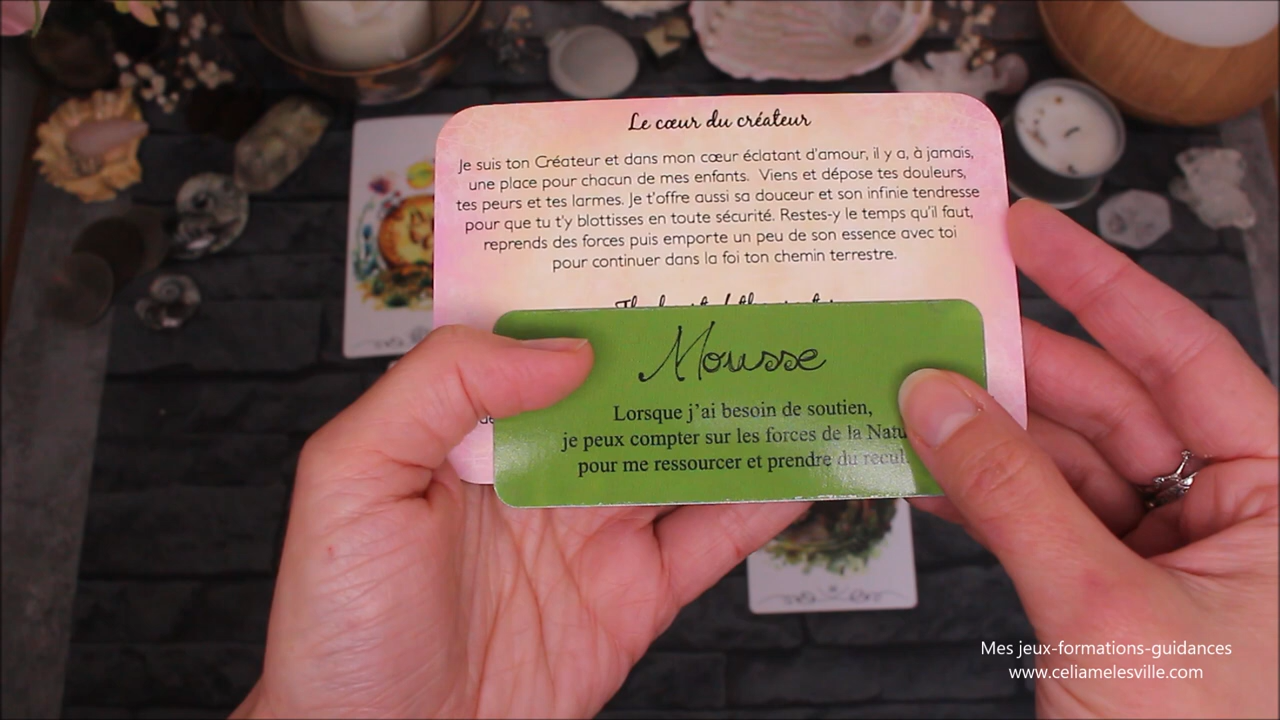 Le cœur du créateur
Je suis ton Créateur et dans mon cœur éclatant d'amour, il y a, à jamais,
une place pour chacun de mes enfants. Viens et dépose tes douleurs,
tes peurs et tes larmes. Je t'offre aussi sa douceur et son infinie tendresse
pour que tu t'y blottisses en toute sécurité. Restes-y le temps qu'il faut,
reprends des forces puis emporte un peu de son essence avec toi
pour continuer dans la foi ton chemin terrestre.
Mousse
Lorsque j'ai besoin de soutien,
je peux compter sur les forces de la Natu
pour me ressourcer et prendre du recul.
Mes jeux-formations-guidances
www.celiamelesville.com